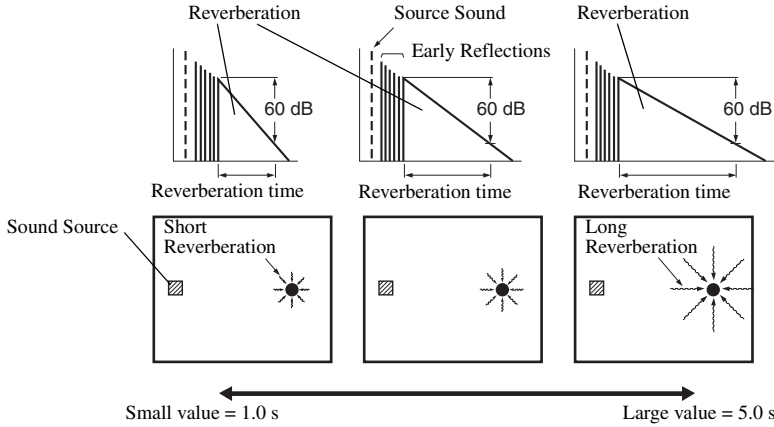 Reverberation
Source Sound
Reverberation
Early Reflections
60 dB
60 dB
60 dB
Reverberation time
Reverberation time
Reverberation time
Sound Source
Short
Reverberation
Long
Reverberation
Small value = 1.0 s
Large value = 5.0 s